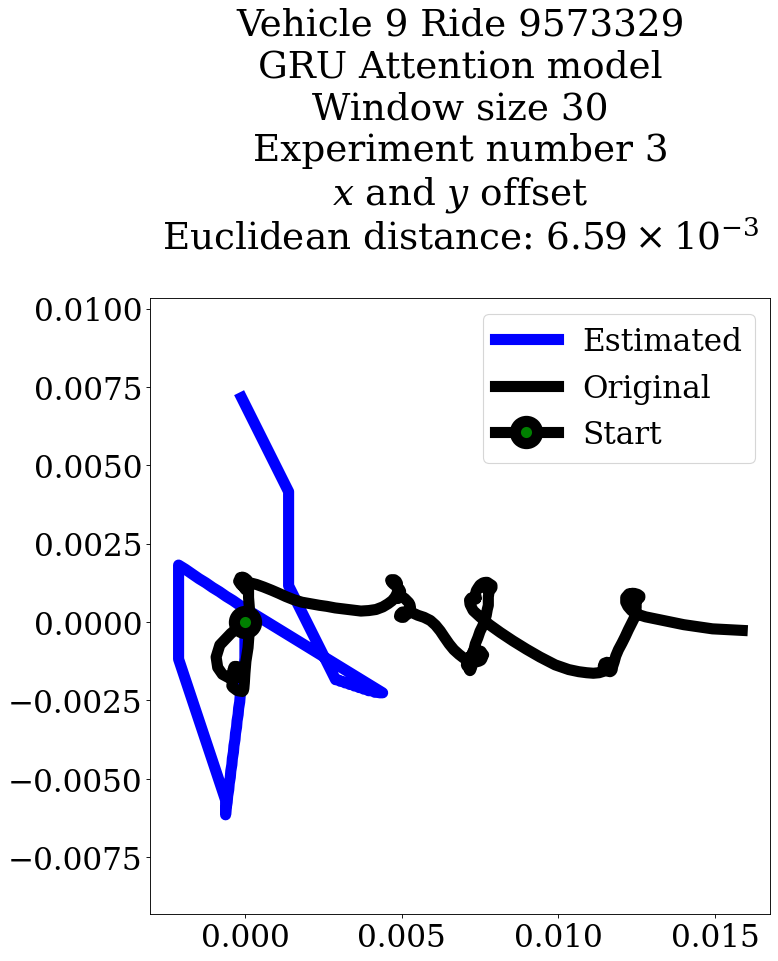 Vehicle 9 Ride 9573329
GRU Attention model
Window size 30
Experiment number 3
x and y offset
Euclidean distance: 6.59 × 10⁻³
0.0100
0.0075
0.0050
0.0025
0.0000
−0.0025
−0.0050
−0.0075
Estimated
Original
Start
0.000 0.005 0.010 0.015